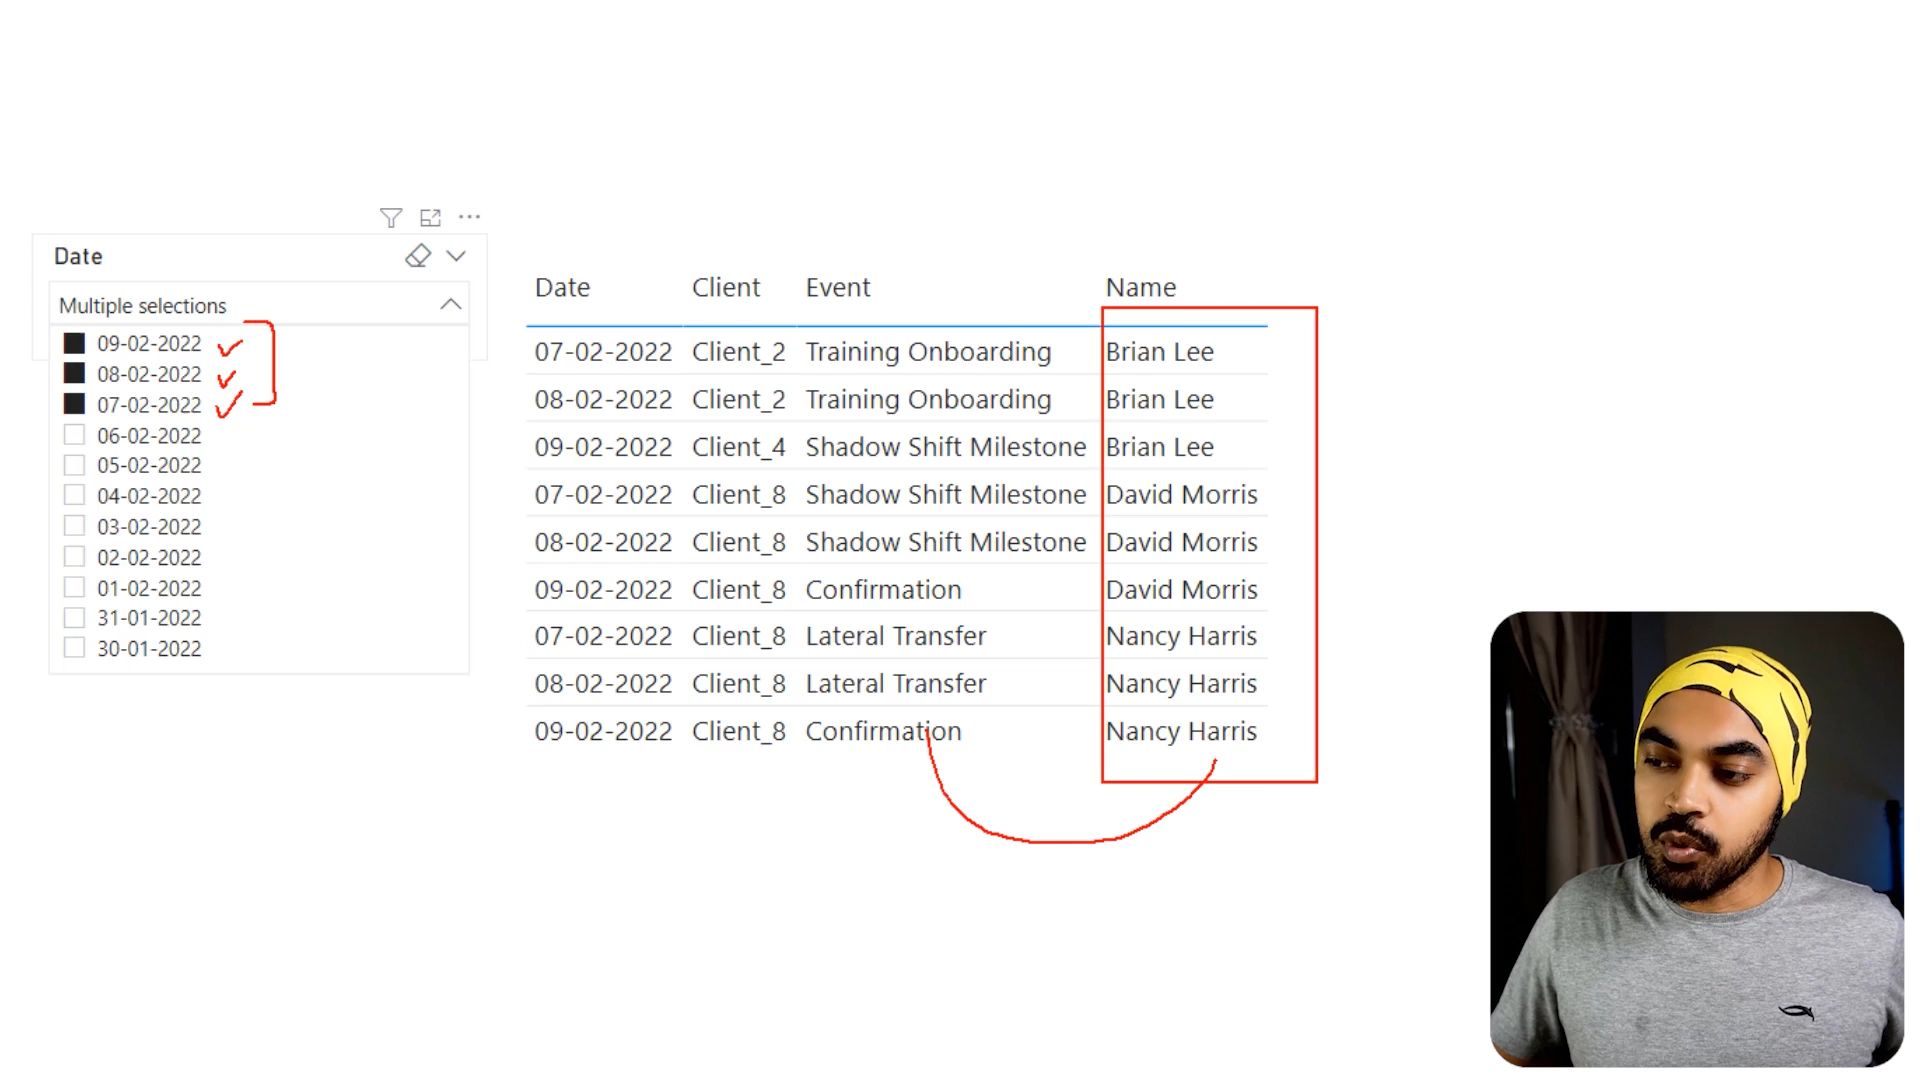 Date
Multiple selections
09-02-2022
08-02-2022
07-02-2022
06-02-2022
05-02-2022
04-02-2022
03-02-2022
02-02-2022
01-02-2022
31-01-2022
30-01-2022
Date Client Event Name
07-02-2022 Client_2 Training Onboarding Brian Lee
08-02-2022 Client_2 Training Onboarding Brian Lee
09-02-2022 Client_4 Shadow Shift Milestone Brian Lee
07-02-2022 Client_8 Shadow Shift Milestone David Morris
08-02-2022 Client_8 Shadow Shift Milestone David Morris
09-02-2022 Client_8 Confirmation David Morris
07-02-2022 Client_8 Lateral Transfer Nancy Harris
08-02-2022 Client_8 Lateral Transfer Nancy Harris
09-02-2022 Client_8 Confirmation Nancy Harris